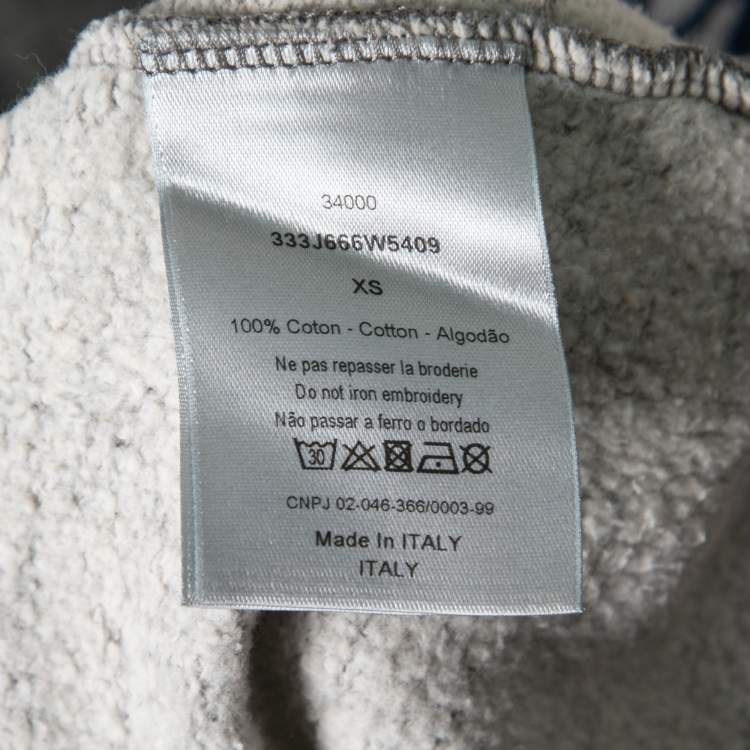 34000
333J666W5409
XS
100% Coton - Cotton - Algodão
Ne pas repasser la broderie
Do not iron embroidery
Não passar a ferro o bordado
30
CNPJ 02-046-366/0003-99
Made In ITALY
ITALY